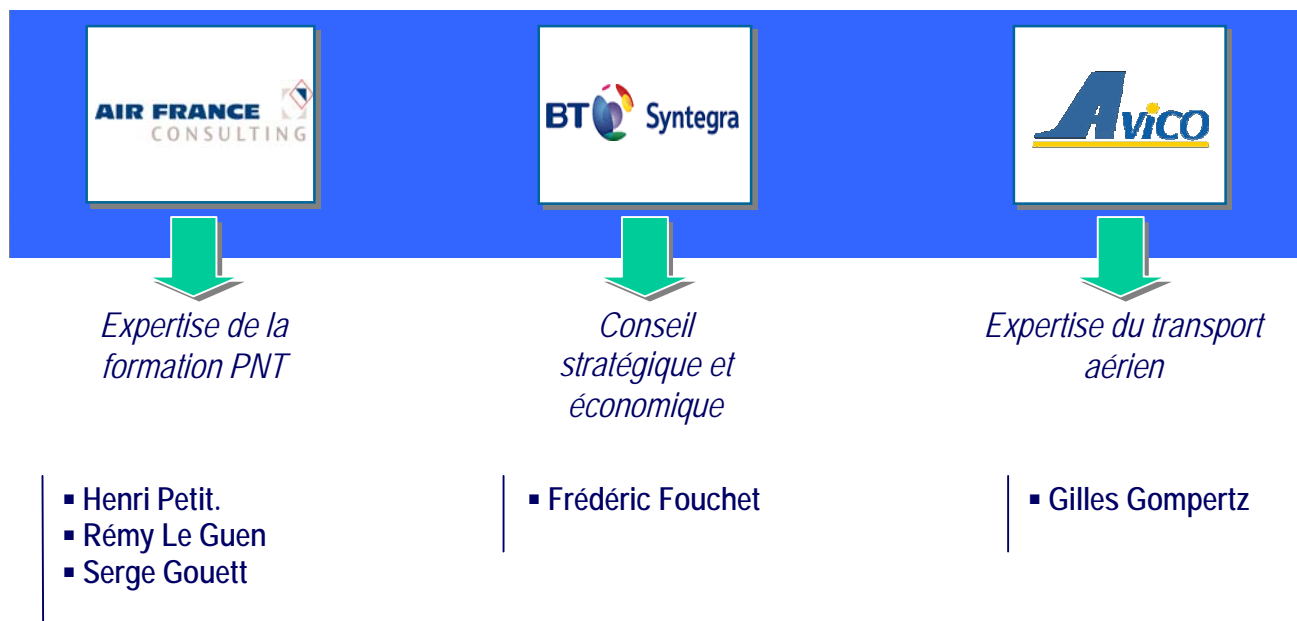 AIR FRANCE
CONSULTING
BT Syntegra
Avico
Expertise de la
formation PNT
Conseil
stratégique et
économique
Expertise du transport
aérien
▪ Henri Petit.
▪ Rémy Le Guen
▪ Serge Gouett
▪ Frédéric Fouchet
▪ Gilles Gompertz